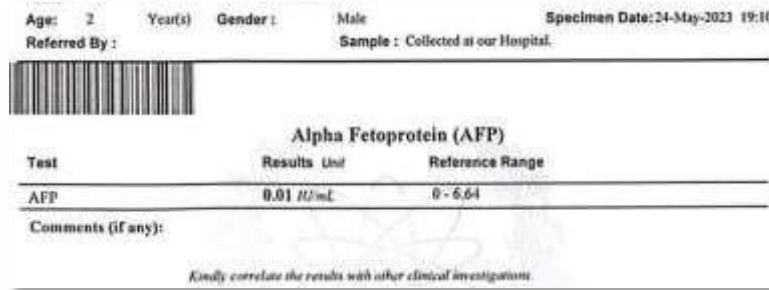 Age: 2 Year(s) Gender : Male Specimen Date:24-May-2023 19:10
Referred By : Sample : Collected at our Hospital.
Alpha Fetoprotein (AFP)
Test Results Unit Reference Range
AFP 0.01 IU/mL 0 - 6.64
Comments (if any):
Kindly correlate the results with other clinical investigations